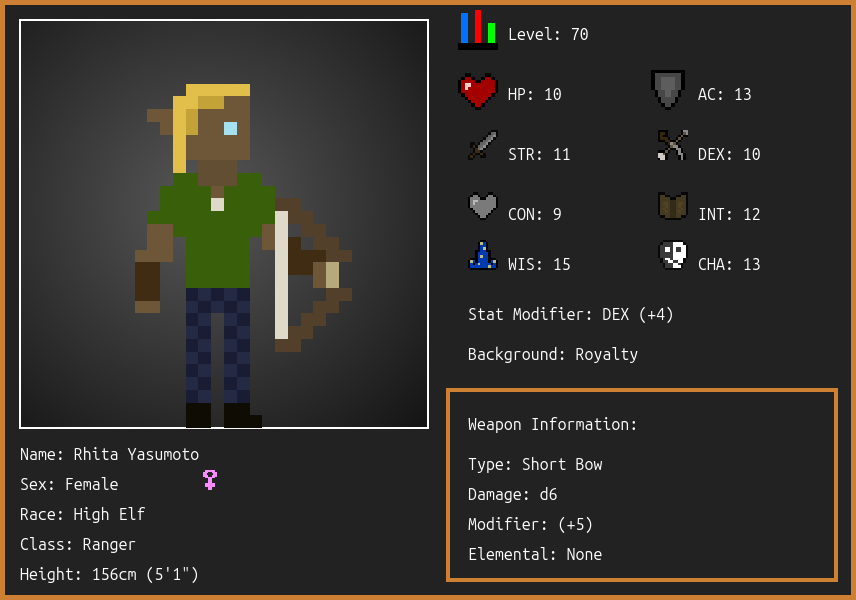 Level: 70
HP: 10
AC: 13
STR: 11
DEX: 10
CON: 9
INT: 12
WIS: 15
CHA: 13
Stat Modifier: DEX (+4)
Background: Royalty
Weapon Information:
Type: Short Bow
Damage: d6
Modifier: (+5)
Elemental: None
Name: Rhita Yasumoto
Sex: Female
Race: High Elf
Class: Ranger
Height: 156cm (5'1")